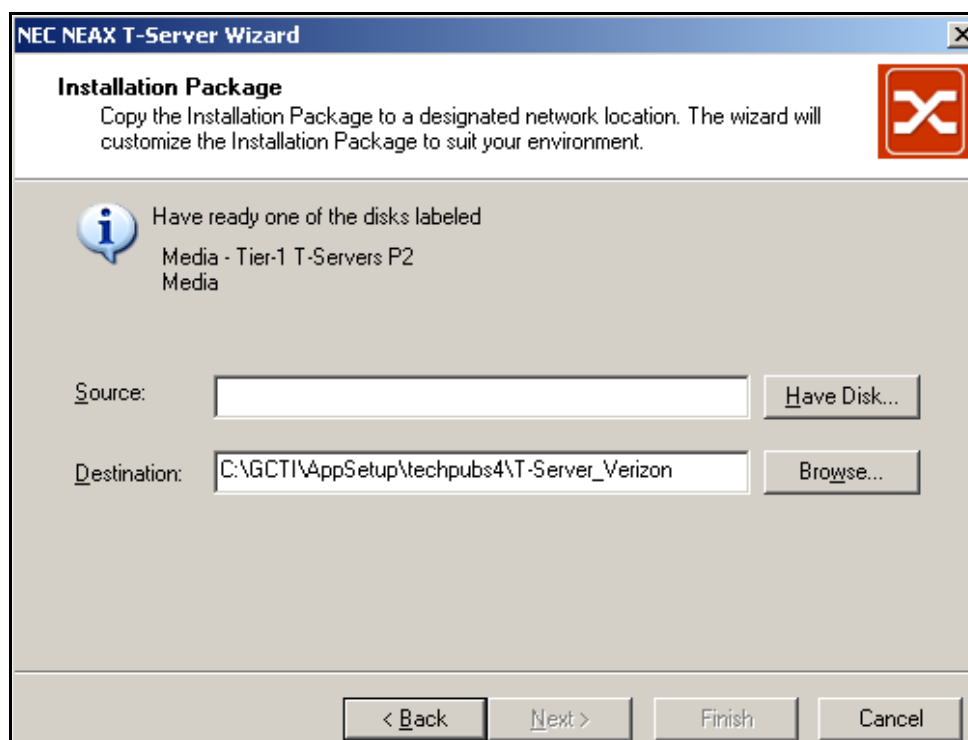 NEC NEAX T-Server Wizard
Installation Package
Copy the Installation Package to a designated network location. The wizard will
customize the Installation Package to suit your environment.
Have ready one of the disks labeled
Media - Tier-1 T-Servers P2
Media
Source:
Have Disk...
Destination:
C:\GCTI\AppSetup\techpubs4\T-Server_Verizon
Browse...
< Back
Next >
Finish
Cancel